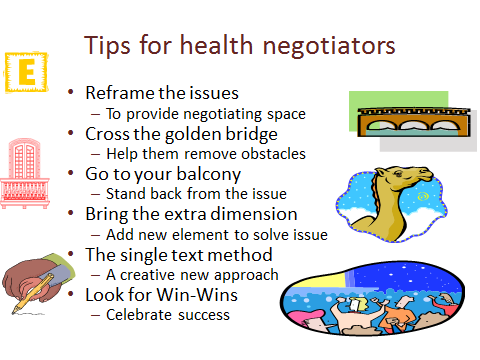 Tips for health negotiators
E
• Reframe the issues
– To provide negotiating space
• Cross the golden bridge
– Help them remove obstacles
• Go to your balcony
– Stand back from the issue
• Bring the extra dimension
– Add new element to solve issue
• The single text method
– A creative new approach
• Look for Win-Wins
– Celebrate success